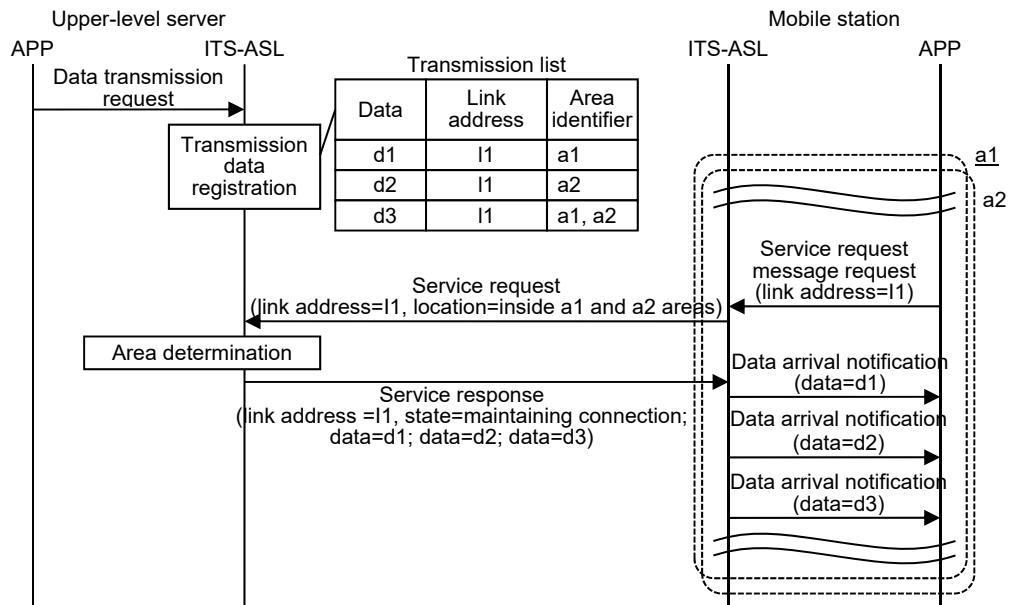 Upper-level server
Mobile station
APP
ITS-ASL
ITS-ASL
APP
Data transmission
request
Transmission list
Data
Link
address
Area
identifier
d1
l1
a1
d2
l1
a2
d3
l1
a1, a2
Transmission
data
registration
a1
a2
Service request
message request
(link address=l1)
Service request
(link address=l1, location=inside a1 and a2 areas)
Area determination
Service response
(link address =l1, state=maintaining connection;
data=d1; data=d2; data=d3)
Data arrival notification
(data=d1)
Data arrival notification
(data=d2)
Data arrival notification
(data=d3)